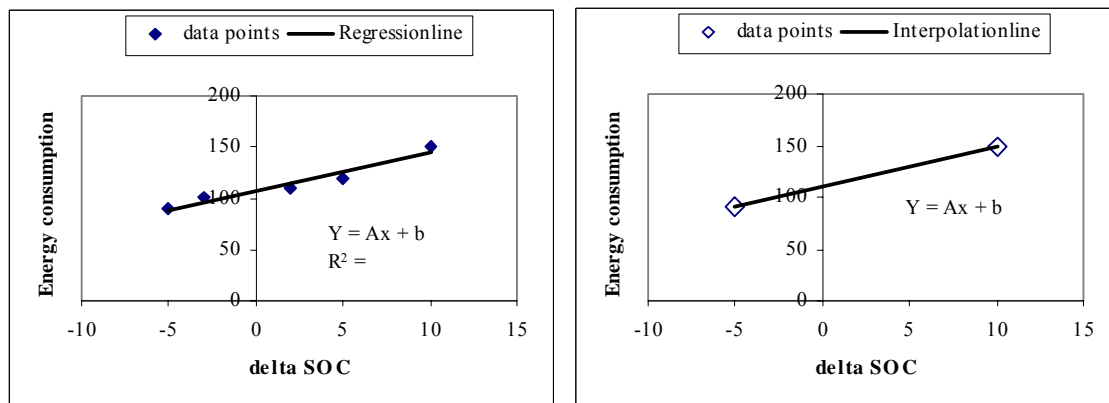 data points Regressionline
200
150
100
50
0
-10 -5 0 5 10 15
Energy consumption
delta SOC
Y = Ax + b
R² =
data points Interpolationline
200
150
100
50
0
-10 -5 0 5 10 15
Energy consumption
delta SOC
Y = Ax + b